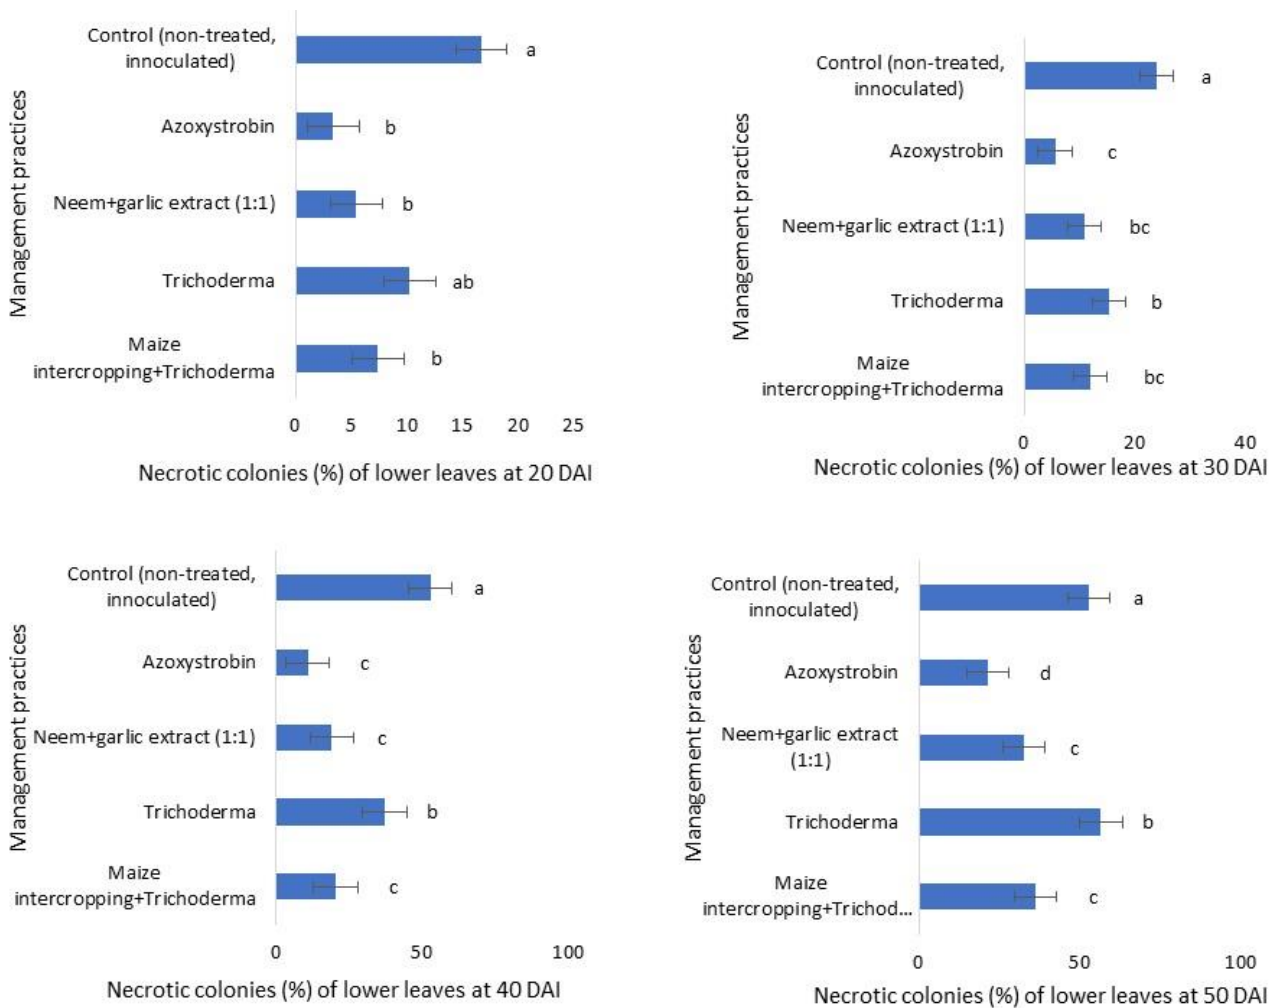 Management practices
Control (non-treated,
innoculated)
a
Azoxystrobin
b
Neem+garlic extract (1:1)
b
Trichoderma
ab
Maize
intercropping+Trichoderma
b
0 5 10 15 20 25
Necrotic colonies (%) of lower leaves at 20 DAI
Management practices
Control (non-treated,
innoculated)
a
Azoxystrobin
c
Neem+garlic extract (1:1)
bc
Trichoderma
b
Maize
intercropping+Trichoderma
bc
0 20 40
Necrotic colonies (%) of lower leaves at 30 DAI
Management practices
Control (non-treated,
innoculated)
a
Azoxystrobin
c
Neem+garlic extract (1:1)
c
Trichoderma
b
Maize
intercropping+Trichoderma
c
0 50 100
Necrotic colonies (%) of lower leaves at 40 DAI
Management practices
Control (non-treated,
innoculated)
a
Azoxystrobin
d
Neem+garlic extract
(1:1)
c
Trichoderma
b
Maize
intercropping+Trichod...
c
0 50 100
Necrotic colonies (%) of lower leaves at 50 DAI